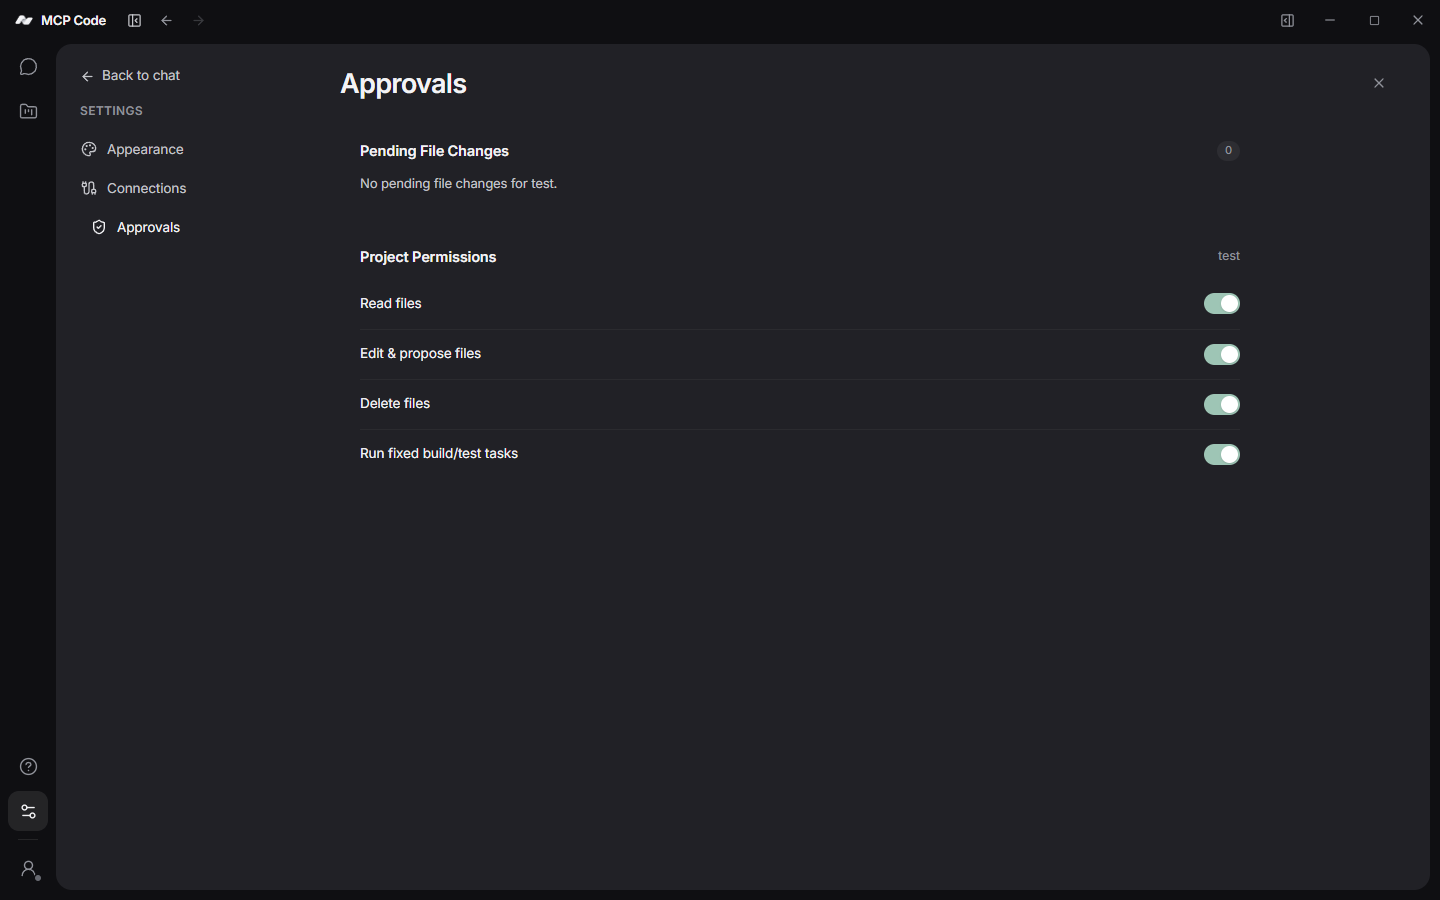 MCP Code
Back to chat
SETTINGS
Appearance
Connections
Approvals
Approvals
Pending File Changes
0
No pending file changes for test.
Project Permissions
test
Read files
Edit & propose files
Delete files
Run fixed build/test tasks